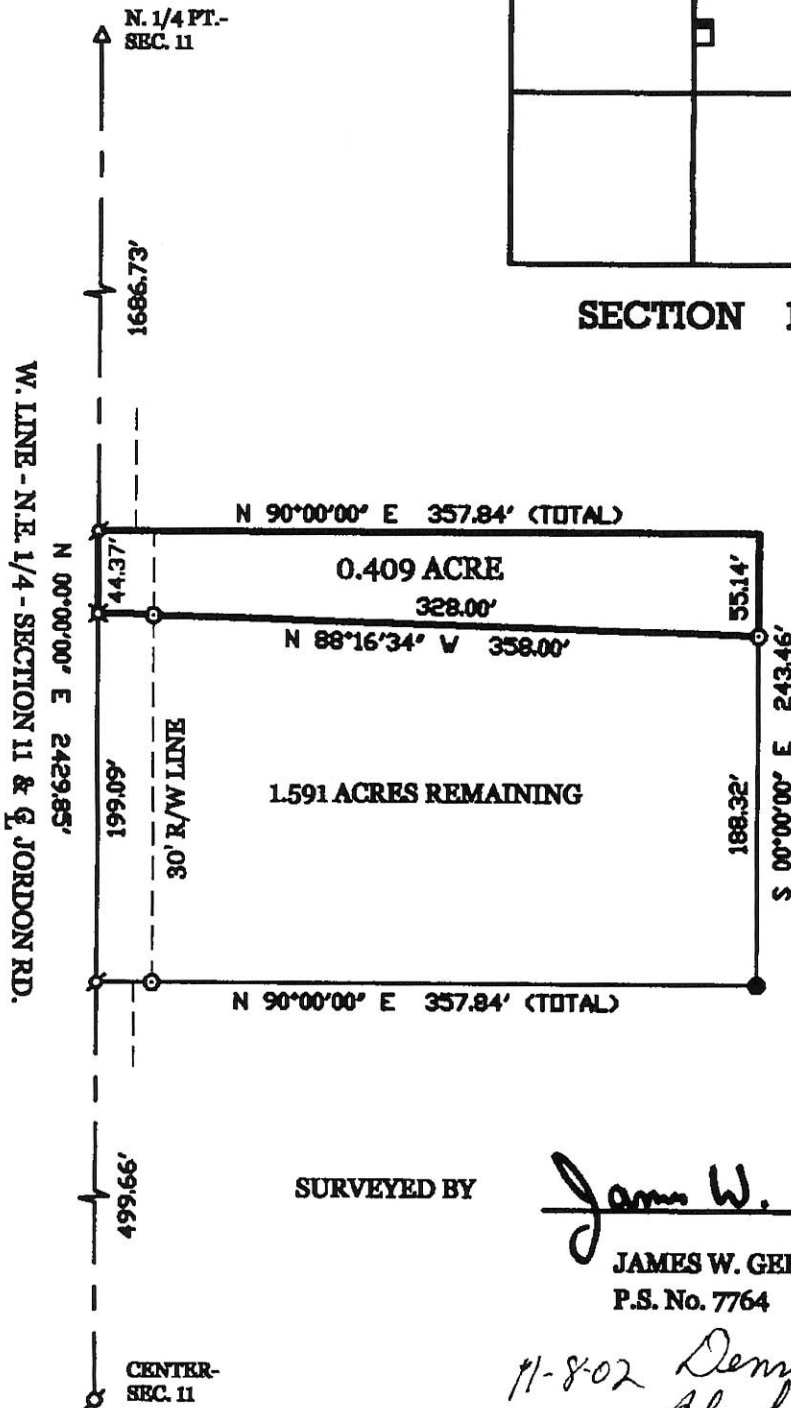 N. 1/4 PT.-
SEC. 11
SECTION
1686.73'
W. LINE - N.E. 1/4 - SECTION 11 & ℄ JORDON RD.
N 00°00'00" E 2429.85'
N 90°00'00" E 357.84' (TOTAL)
44.37'
0.409 ACRE
55.14'
328.00'
N 88°16'34" W 358.00'
S 00°00'00" E 243.46'
199.09'
30' R/W LINE
1.591 ACRES REMAINING
188.32'
N 90°00'00" E 357.84' (TOTAL)
499.66'
SURVEYED BY
James W.
JAMES W.
P.S. No. 7764
11-8-02
CENTER-
SEC. 11